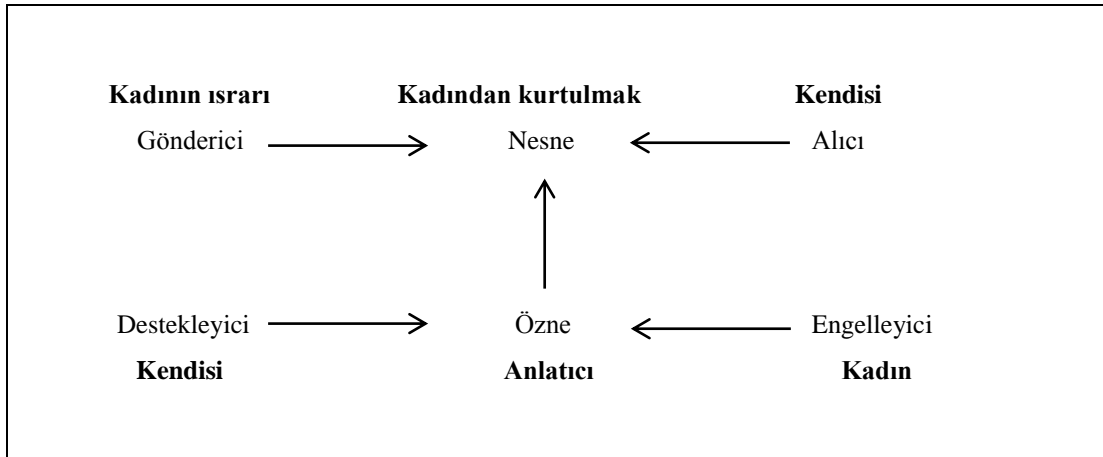 Kadının ısrarı Kadından kurtulmak Kendisi
Gönderici Nesne Alıcı
Destekleyici Özne Engelleyici
Kendisi Anlatıcı Kadın